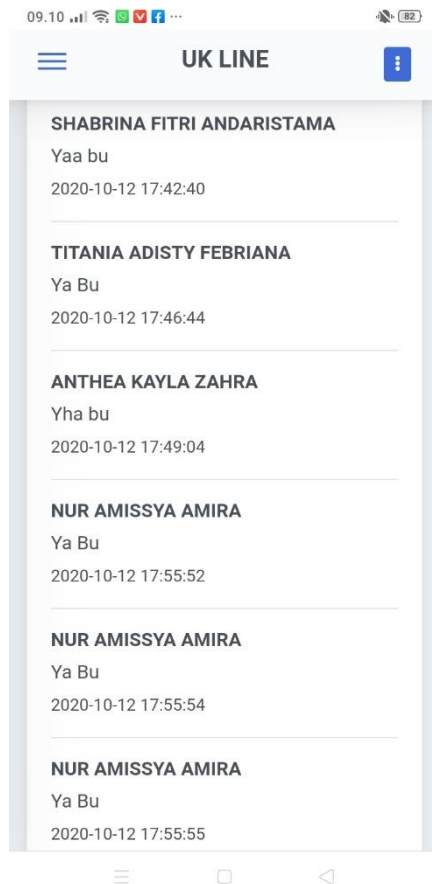 09.10
82
UK LINE
SHABRINA FITRI ANDARISTAMA
Yaa bu
2020-10-12 17:42:40
TITANIA ADISTY FEBRIANA
Ya Bu
2020-10-12 17:46:44
ANTHEA KAYLA ZAHRA
Yha bu
2020-10-12 17:49:04
NUR AMISSYA AMIRA
Ya Bu
2020-10-12 17:55:52
NUR AMISSYA AMIRA
Ya Bu
2020-10-12 17:55:54
NUR AMISSYA AMIRA
Ya Bu
2020-10-12 17:55:55